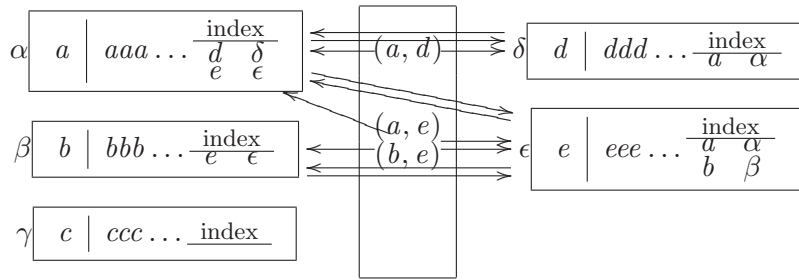 α a | aaa... index
d δ
e ϵ
β b | bbb... index
e ϵ
γ c | ccc... index
(a, d)
(a, e)
(b, e)
δ d | ddd... index
a α
ϵ e | eee... index
a α
b β